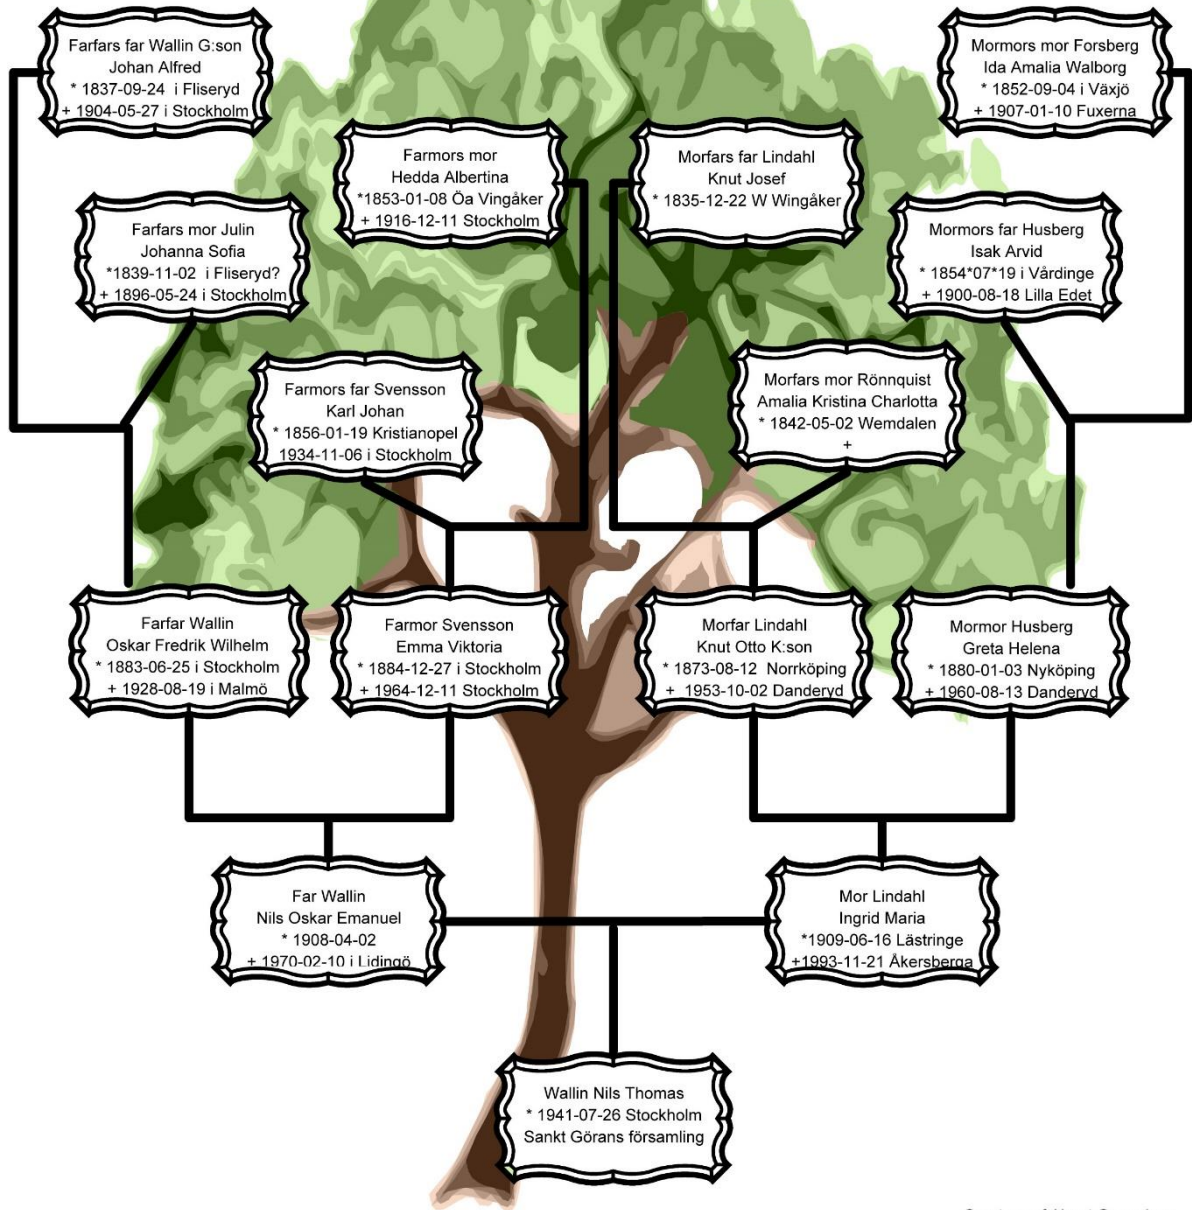 Farfars far Wallin G:son
Johan Alfred
* 1837-09-24  i Fliseryd
+ 1904-05-27 i Stockholm
Mormors mor Forsberg
Ida Amalia Walborg
* 1852-09-04 i Växjö
+ 1907-01-10 Fuxerna
Farmors mor
Hedda Albertina
*1853-01-08 Öa Vingåker
+ 1916-12-11 Stockholm
Morfars far Lindahl
Knut Josef
* 1835-12-22 W Wingåker
Farfars mor Julin
Johanna Sofia
*1839-11-02  i Fliseryd?
+ 1896-05-24 i Stockholm
Mormors far Husberg
Isak Arvid
* 1854*07*19 i Vårdinge
+ 1900-08-18 Lilla Edet
Farmors far Svensson
Karl Johan
* 1856-01-19 Kristianopel
1934-11-06 i Stockholm
Morfars mor Rönnquist
Amalia Kristina Charlotta
* 1842-05-02 Wemdalen
+
Farfar Wallin
Oskar Fredrik Wilhelm
* 1883-06-25 i Stockholm
+ 1928-08-19 i Malmö
Farmor Svensson
Emma Viktoria
* 1884-12-27 i Stockholm
+ 1964-12-11 Stockholm
Morfar Lindahl
Knut Otto K:son
* 1873-08-12  Norrköping
+  1953-10-02 Danderyd
Mormor Husberg
Greta Helena
* 1880-01-03 Nyköping
+ 1960-08-13 Danderyd
Far Wallin
Nils Oskar Emanuel
* 1908-04-02
+ 1970-02-10 i Lidingö
Mor Lindahl
Ingrid Maria
*1909-06-16 Lästringe
+1993-11-21 Åkersberga
Wallin Nils Thomas
* 1941-07-26 Stockholm
Sankt Görans församling